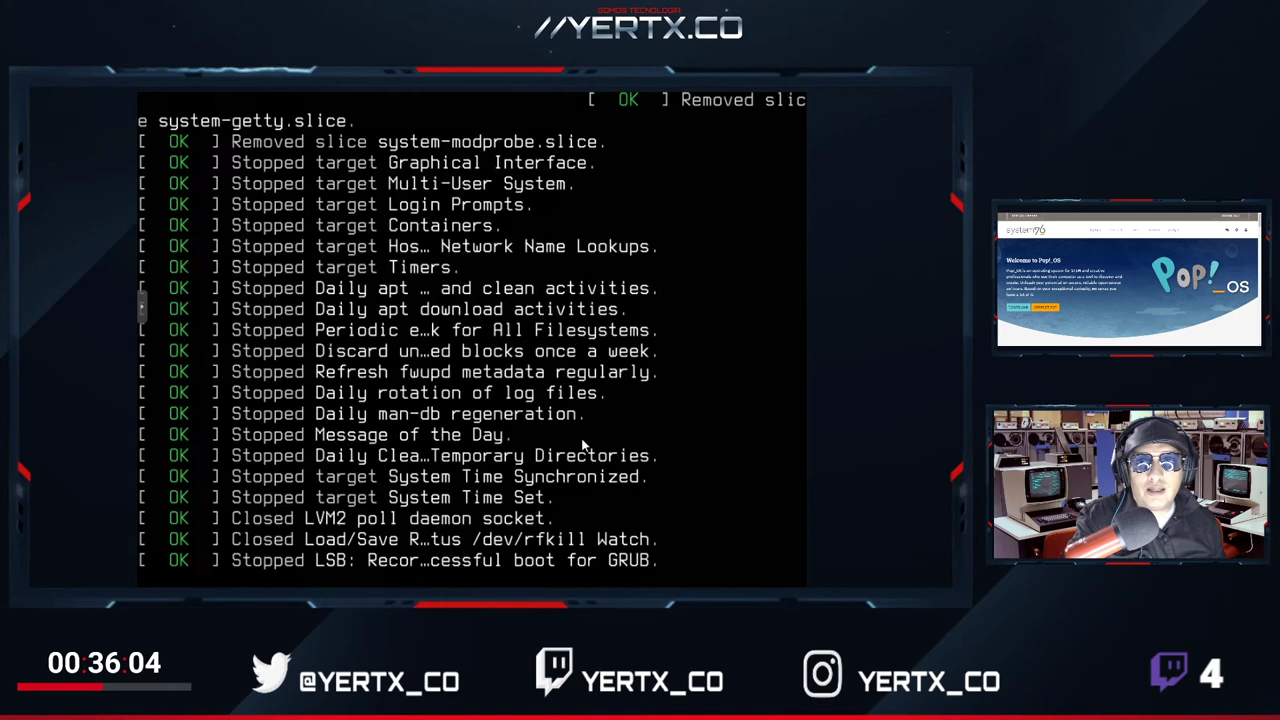 SOMOS TECNOLOGIA
//YERTX.CO
[ OK ] Removed slic
e system-getty.slice.
[ OK ] Removed slice system-modprobe.slice.
[ OK ] Stopped target Graphical Interface.
[ OK ] Stopped target Multi-User System.
[ OK ] Stopped target Login Prompts.
[ OK ] Stopped target Containers.
[ OK ] Stopped target Hos… Network Name Lookups.
[ OK ] Stopped target Timers.
[ OK ] Stopped Daily apt … and clean activities.
[ OK ] Stopped Daily apt download activities.
[ OK ] Stopped Periodic e…k for All Filesystems.
[ OK ] Stopped Discard un…ed blocks once a week.
[ OK ] Stopped Refresh fwupd metadata regularly.
[ OK ] Stopped Daily rotation of log files.
[ OK ] Stopped Daily man-db regeneration.
[ OK ] Stopped Message of the Day.
[ OK ] Stopped Daily Clea…Temporary Directories.
[ OK ] Stopped target System Time Synchronized.
[ OK ] Stopped target System Time Set.
[ OK ] Closed LVM2 poll daemon socket.
[ OK ] Closed Load/Save R…tus /dev/rfkill Watch.
[ OK ] Stopped LSB: Recor…cessful boot for GRUB.
system76
Welcome to Pop!_OS
Pop!_OS
00:36:04
@YERTX_CO
YERTX_CO
YERTX_CO
4